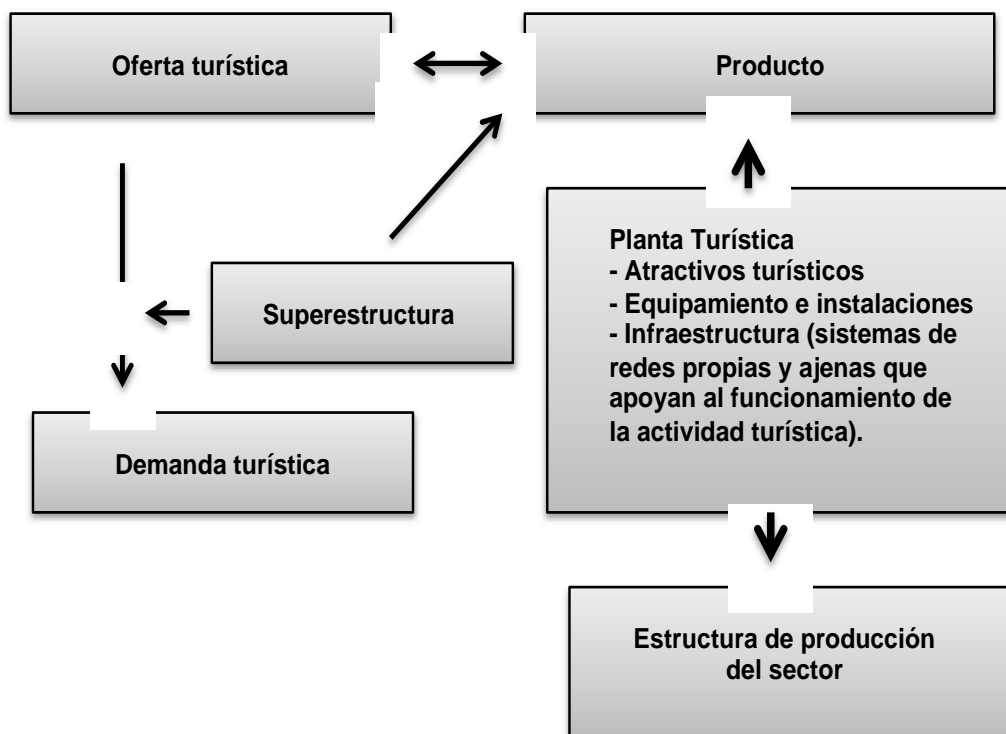 Oferta turística
Producto
Planta Turística
- Atractivos turísticos
- Equipamiento e instalaciones
- Infraestructura (sistemas de
redes propias y ajenas que
apoyan al funcionamiento de
la actividad turística).
Superestructura
Demanda turística
Estructura de producción
del sector